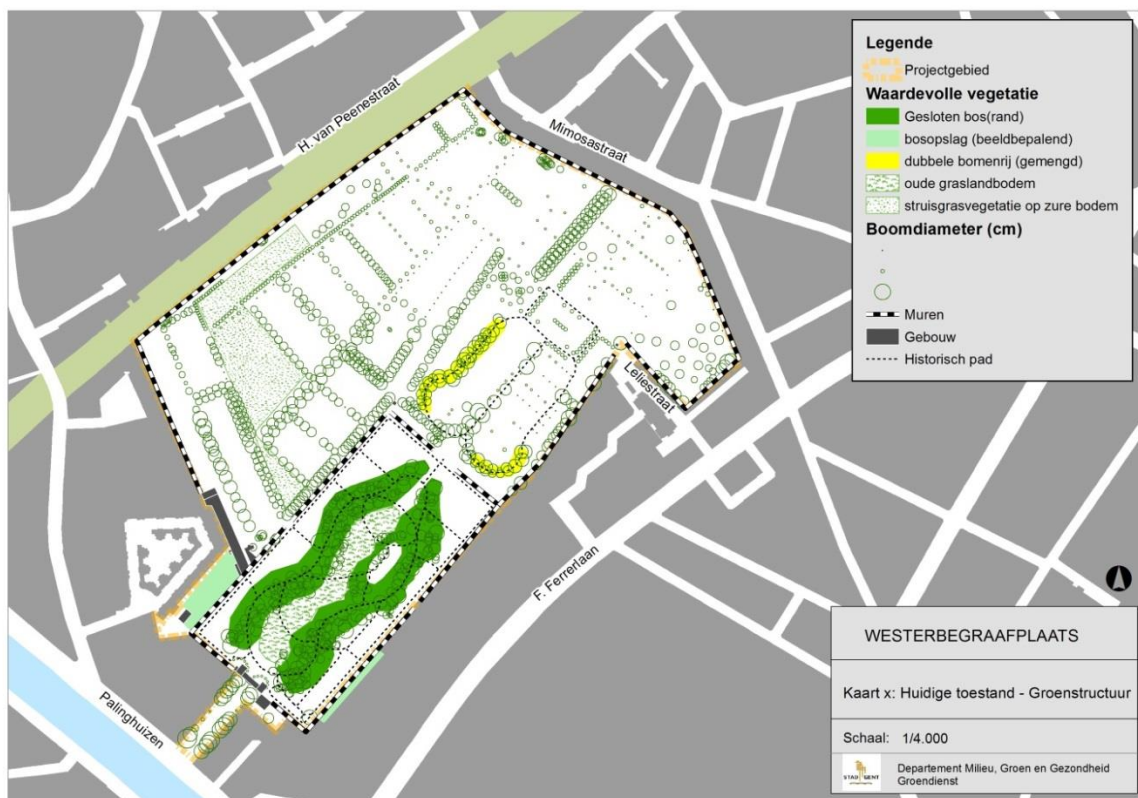 H. van Peenestraat
Mimosastraat
Leliestraat
F. Ferrerlaan
Palinghuizen
Legende
Projectgebied
Waardevolle vegetatie
Gesloten bos(rand)
bosopslag (beeldbepalend)
dubbele bomenrij (gemengd)
oude graslandbodem
struisgrasvegetatie op zure bodem
Boomdiameter (cm)
Muren
Gebouw
Historisch pad
WESTERBEGRAAFPLAATS
Kaart x: Huidige toestand - Groenstructuur
Schaal: 1/4.000
STAD GENT
Departement Milieu, Groen en Gezondheid
Groendienst